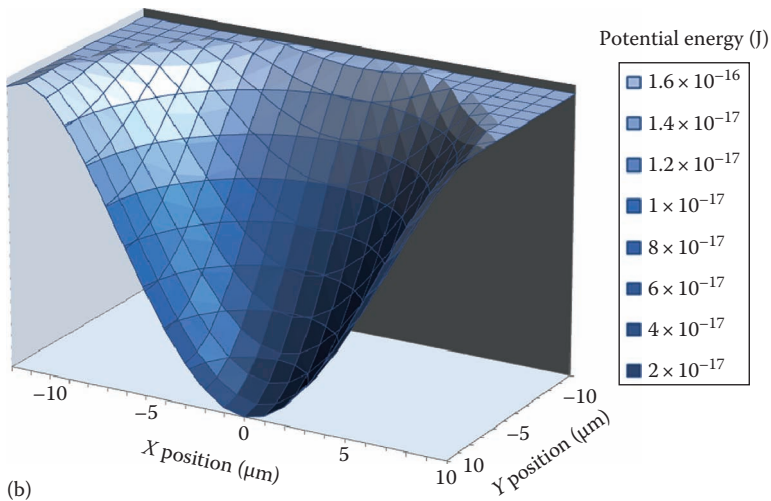 Potential energy (J)
1.6 × 10⁻¹⁶
1.4 × 10⁻¹⁷
1.2 × 10⁻¹⁷
1 × 10⁻¹⁷
8 × 10⁻¹⁷
6 × 10⁻¹⁷
4 × 10⁻¹⁷
2 × 10⁻¹⁷
–10
–5
0
5
10
X position (µm)
10
–5
–10
Y position (µm)
(b)